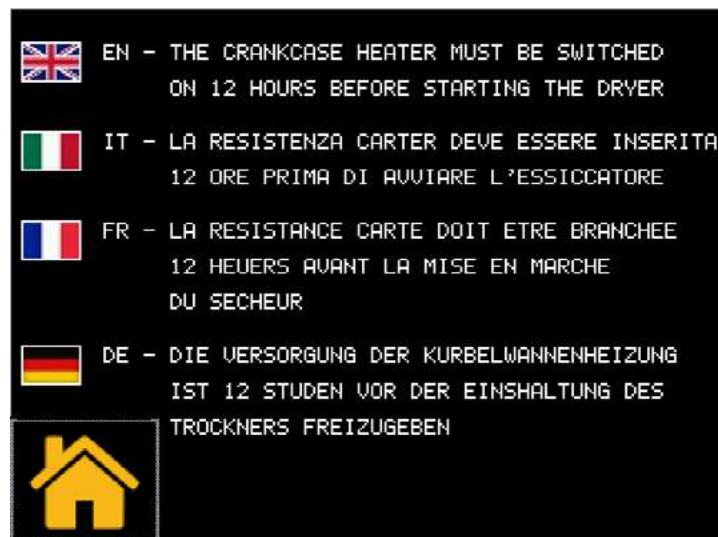 EN - THE CRANKCASE HEATER MUST BE SWITCHED
ON 12 HOURS BEFORE STARTING THE DRYER
IT - LA RESISTENZA CARTER DEVE ESSERE INSERITA
12 ORE PRIMA DI AVVIARE L'ESSICCATORE
FR - LA RESISTANCE CARTE DOIT ETRE BRANCHEE
12 HEUERS AVANT LA MISE EN MARCHE
DU SECHEUR
DE - DIE VERSORGUNG DER KURBELWANNENHEIZUNG
IST 12 STUDEN VOR DER EINSHALTUNG DES
TROCKNERS FREIZUGEBEN